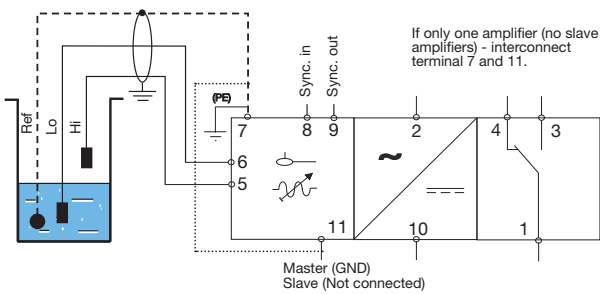 If only one amplifier (no slave
amplifiers) - interconnect
terminal 7 and 11.
Ref
Lo
Hi
(PE)
Sync. in
Sync. out
7
8
9
2
4
3
6
5
~
11
10
1
Master (GND)
Slave (Not connected)